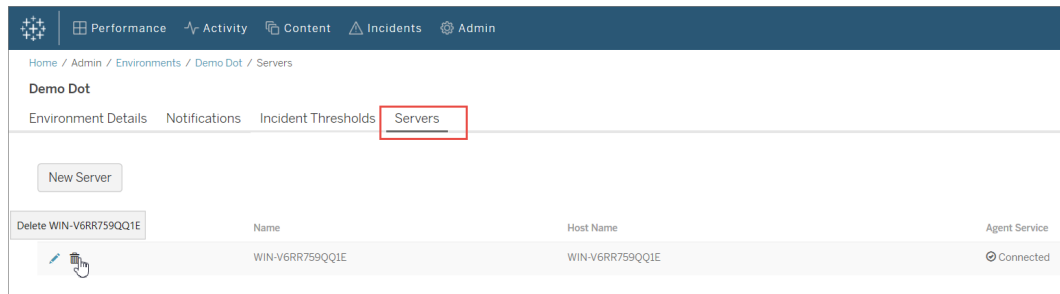 Performance Activity Content Incidents Admin
Home / Admin / Environments / Demo Dot / Servers
Demo Dot
Environment Details Notifications Incident Thresholds Servers
New Server
Delete WIN-V6RR759QQ1E
Name Host Name Agent Service
WIN-V6RR759QQ1E WIN-V6RR759QQ1E Connected